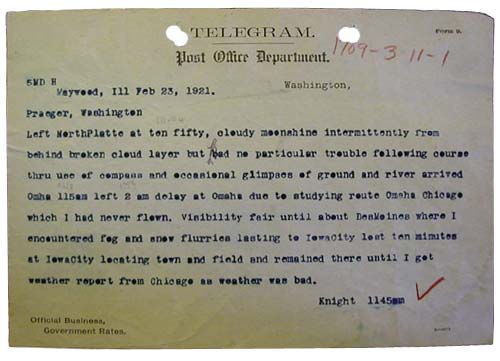 TELEGRAM.
Post Office Department.
1709-3-11-1
5MD H
Washington,
Maywood, Ill Feb 23, 1921.
Praeger, Washington
Left NorthPlatte at ten fifty, cloudy moonshine intermittently from
behind broken cloud layer but had no particular trouble following course
thru use of compass and occasional glimpses of ground and river arrived
Omha 115am left 2 am delay at Omaha due to studying route Omaha Chicago
which I had never flown. Visibility fair until about DesMoines where I
encountered fog and snow flurries lasting to IowaCity lost ten minutes
at IowaCity locating town and field and remained there until I got
weather report from Chicago as weather was bad.
Knight 1145am
Official Business,
Government Rates.